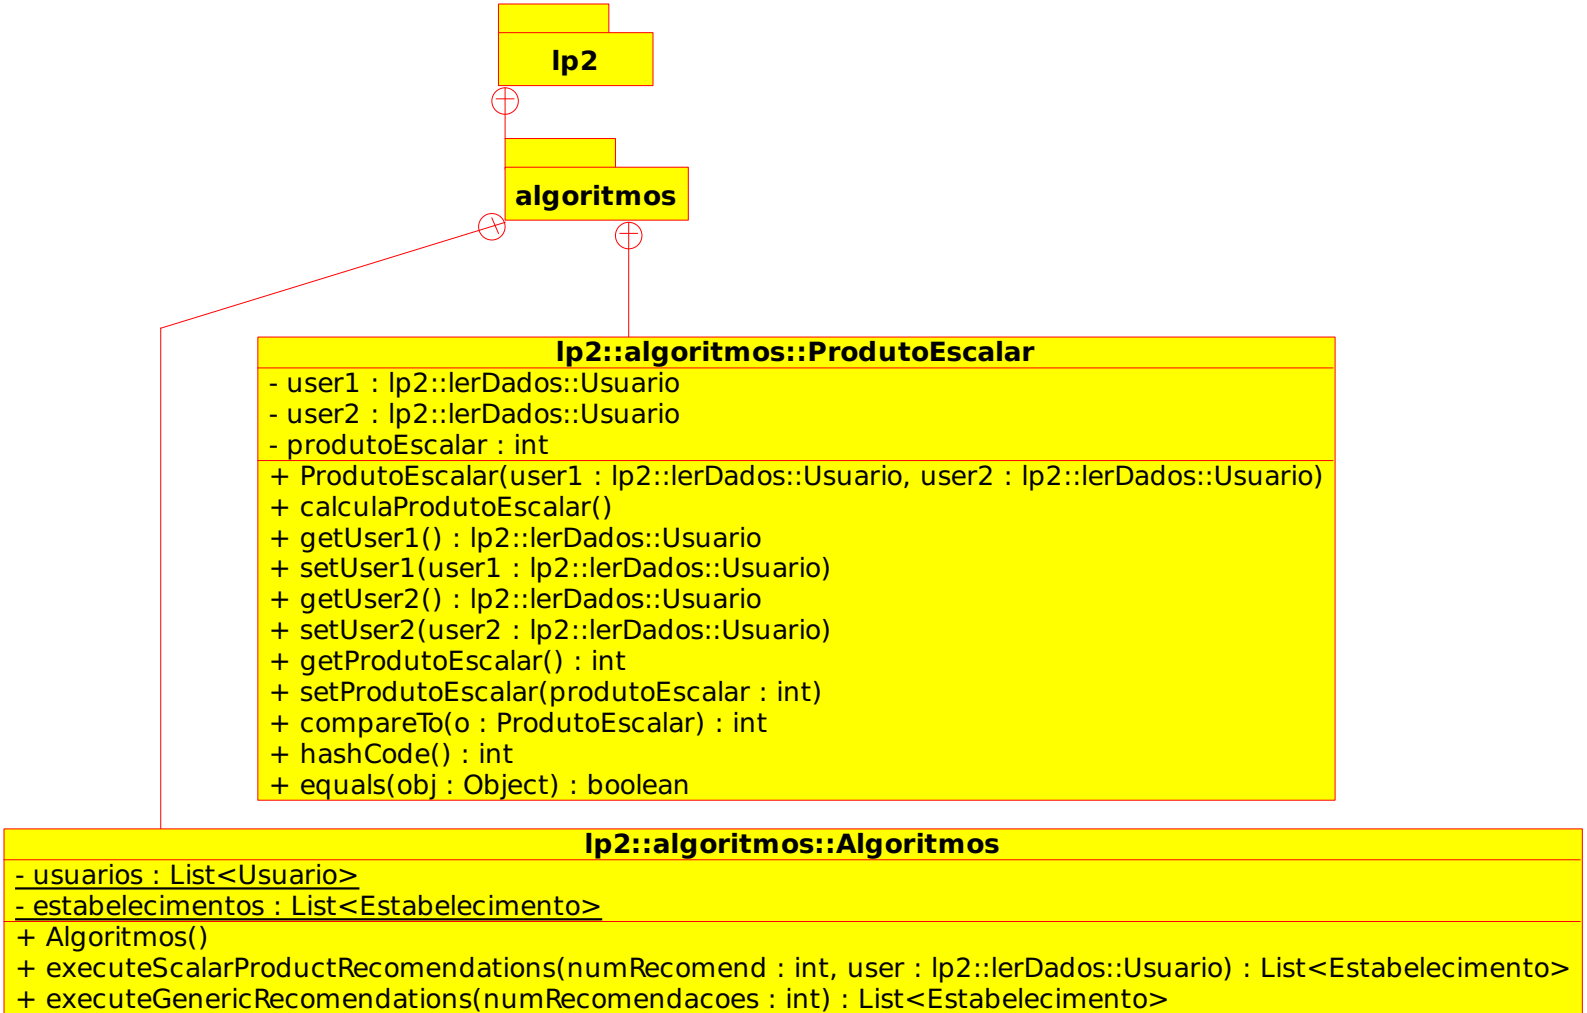 lp2
algoritmos
lp2::algoritmos::ProdutoEscalar
- user1 : lp2::lerDados::Usuario
- user2 : lp2::lerDados::Usuario
- produtoEscalar : int
+ ProdutoEscalar(user1 : lp2::lerDados::Usuario, user2 : lp2::lerDados::Usuario)
+ calculaProdutoEscalar()
+ getUser1() : lp2::lerDados::Usuario
+ setUser1(user1 : lp2::lerDados::Usuario)
+ getUser2() : lp2::lerDados::Usuario
+ setUser2(user2 : lp2::lerDados::Usuario)
+ getProdutoEscalar() : int
+ setProdutoEscalar(produtoEscalar : int)
+ compareTo(o : ProdutoEscalar) : int
+ hashCode() : int
+ equals(obj : Object) : boolean
lp2::algoritmos::Algoritmos
- usuarios : List<Usuario>
- estabelecimentos : List<Estabelecimento>
+ Algoritmos()
+ executeScalarProductRecomendations(numRecomend : int, user : lp2::lerDados::Usuario) : List<Estabelecimento>
+ executeGenericRecomendations(numRecomendacoes : int) : List<Estabelecimento>